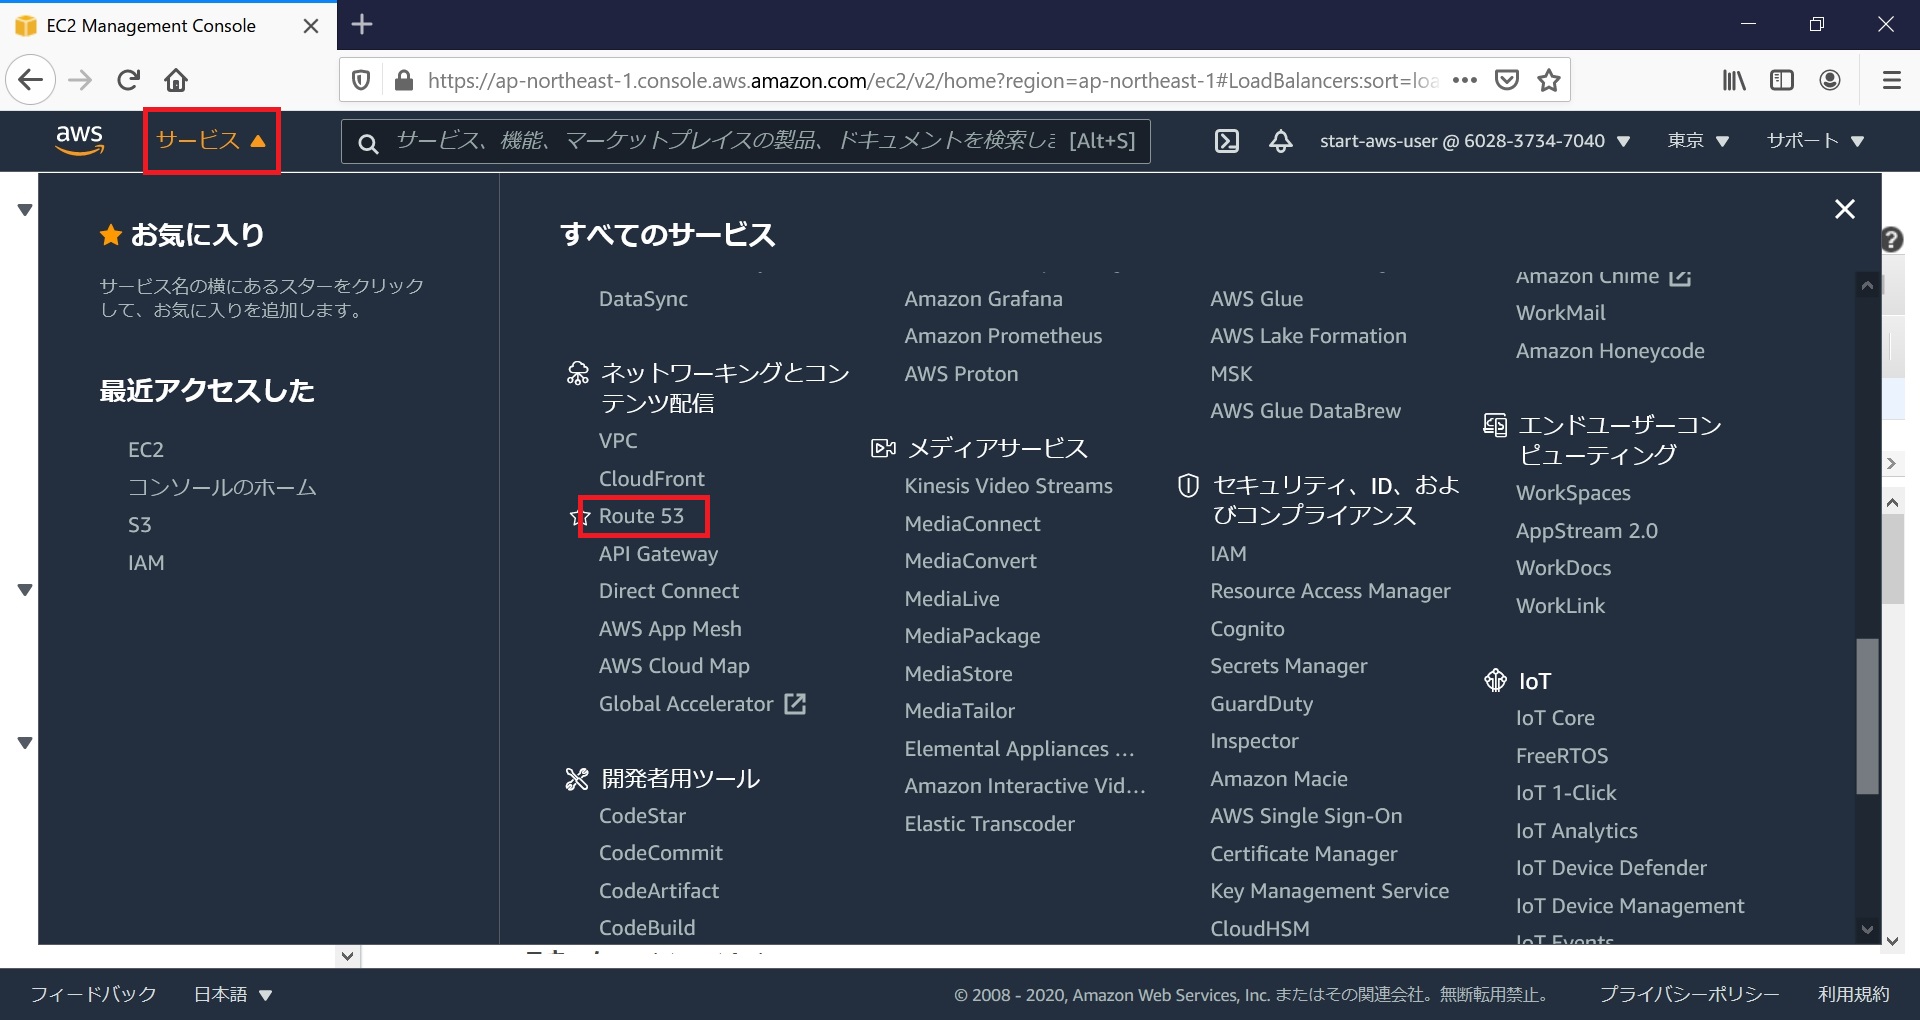 EC2 Management Console
https://ap-northeast-1.console.aws.amazon.com/ec2/v2/home?region=ap-northeast-1#LoadBalancers:sort=loa
aws
サービス
サービス、機能、マーケットプレイスの製品、ドキュメントを検索しま [Alt+S]
start-aws-user @ 6028-3734-7040
東京
サポート
お気に入り
サービス名の横にあるスターをクリック
して、お気に入りを追加します。
最近アクセスした
EC2
コンソールのホーム
S3
IAM
すべてのサービス
DataSync
ネットワーキングとコン
テンツ配信
VPC
CloudFront
Route 53
API Gateway
Direct Connect
AWS App Mesh
AWS Cloud Map
Global Accelerator
開発者用ツール
CodeStar
CodeCommit
CodeArtifact
CodeBuild
Amazon Grafana
Amazon Prometheus
AWS Proton
メディアサービス
Kinesis Video Streams
MediaConnect
MediaConvert
MediaLive
MediaPackage
MediaStore
MediaTailor
Elemental Appliances ...
Amazon Interactive Vid...
Elastic Transcoder
AWS Glue
AWS Lake Formation
MSK
AWS Glue DataBrew
セキュリティ、ID、およ
びコンプライアンス
IAM
Resource Access Manager
Cognito
Secrets Manager
GuardDuty
Inspector
Amazon Macie
AWS Single Sign-On
Certificate Manager
Key Management Service
CloudHSM
Amazon Chime
WorkMail
Amazon Honeycode
エンドユーザーコン
ピューティング
WorkSpaces
AppStream 2.0
WorkDocs
WorkLink
IoT
IoT Core
FreeRTOS
IoT 1-Click
IoT Analytics
IoT Device Defender
IoT Device Management
IoT Events
フィードバック
日本語
© 2008 - 2020, Amazon Web Services, Inc. またはその関連会社。無断転用禁止。
プライバシーポリシー
利用規約